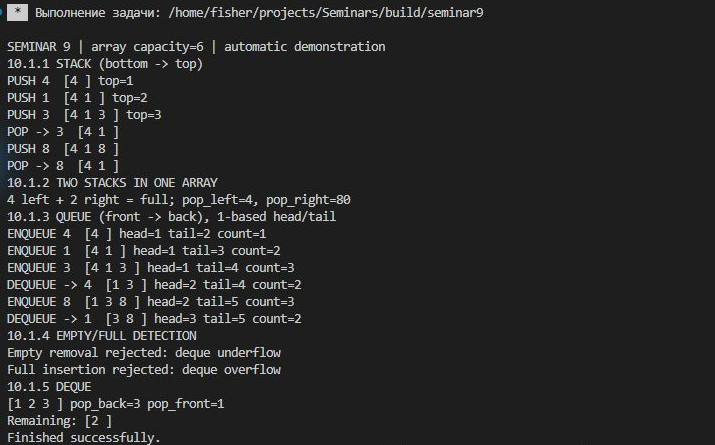 * Выполнение задачи: /home/fisher/projects/Seminars/build/seminar9
SEMINAR 9 | array capacity=6 | automatic demonstration
10.1.1 STACK (bottom -> top)
PUSH 4  [4 ] top=1
PUSH 1  [4 1 ] top=2
PUSH 3  [4 1 3 ] top=3
POP -> 3  [4 1 ]
PUSH 8  [4 1 8 ]
POP -> 8  [4 1 ]
10.1.2 TWO STACKS IN ONE ARRAY
4 left + 2 right = full; pop_left=4, pop_right=80
10.1.3 QUEUE (front -> back), 1-based head/tail
ENQUEUE 4  [4 ] head=1 tail=2 count=1
ENQUEUE 1  [4 1 ] head=1 tail=3 count=2
ENQUEUE 3  [4 1 3 ] head=1 tail=4 count=3
DEQUEUE -> 4  [1 3 ] head=2 tail=4 count=2
ENQUEUE 8  [1 3 8 ] head=2 tail=5 count=3
DEQUEUE -> 1  [3 8 ] head=3 tail=5 count=2
10.1.4 EMPTY/FULL DETECTION
Empty removal rejected: deque underflow
Full insertion rejected: deque overflow
10.1.5 DEQUE
[1 2 3 ] pop_back=3 pop_front=1
Remaining: [2 ]
Finished successfully.